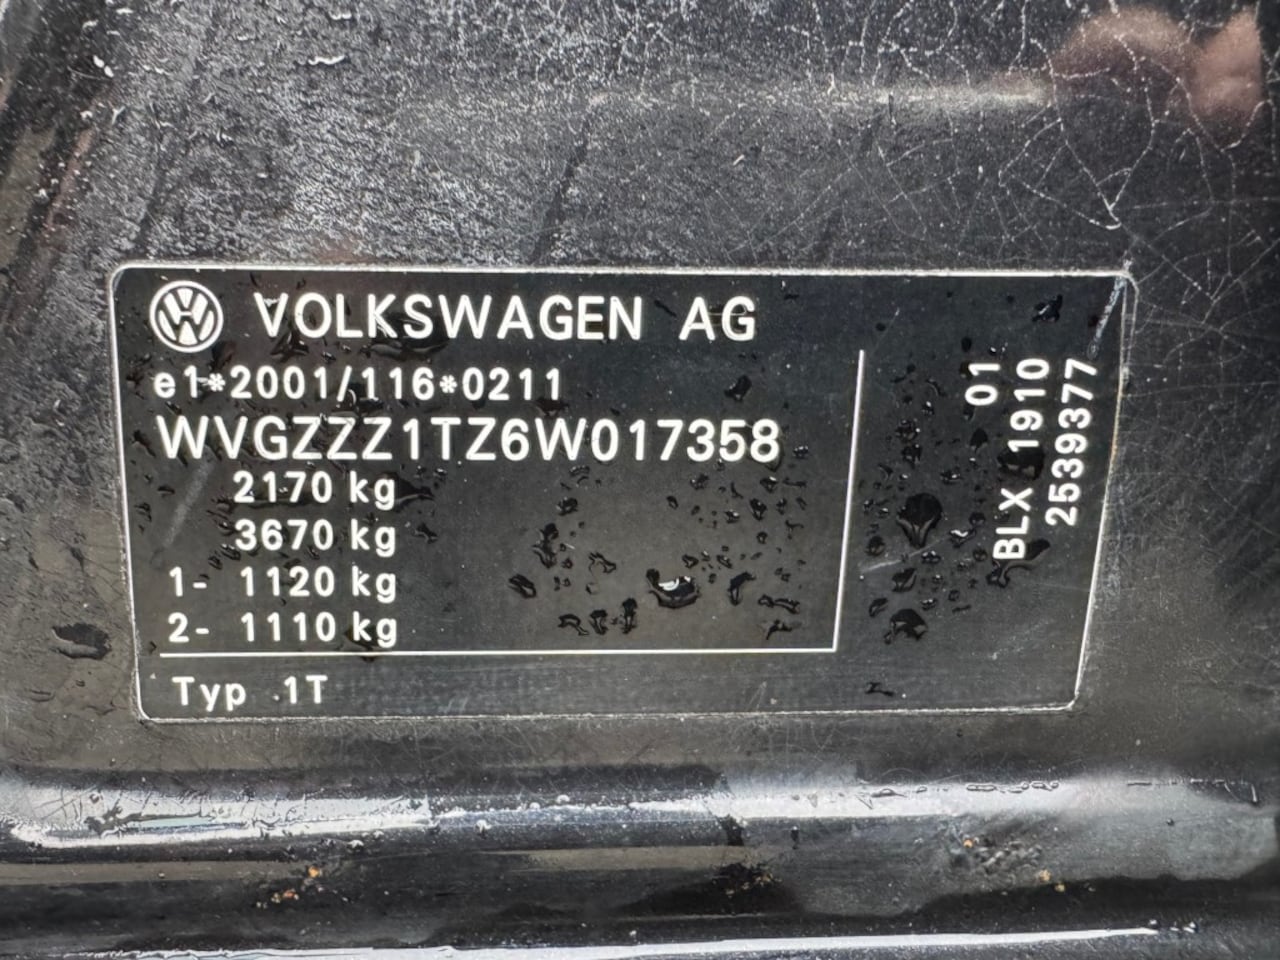 VOLKSWAGEN AG
e1*2001/116*0211
WVGZZZ1TZ6W017358
2170 kg
3670 kg
1- 1120 kg
2- 1110 kg
Typ 1T
01
BLX 1910
2539377